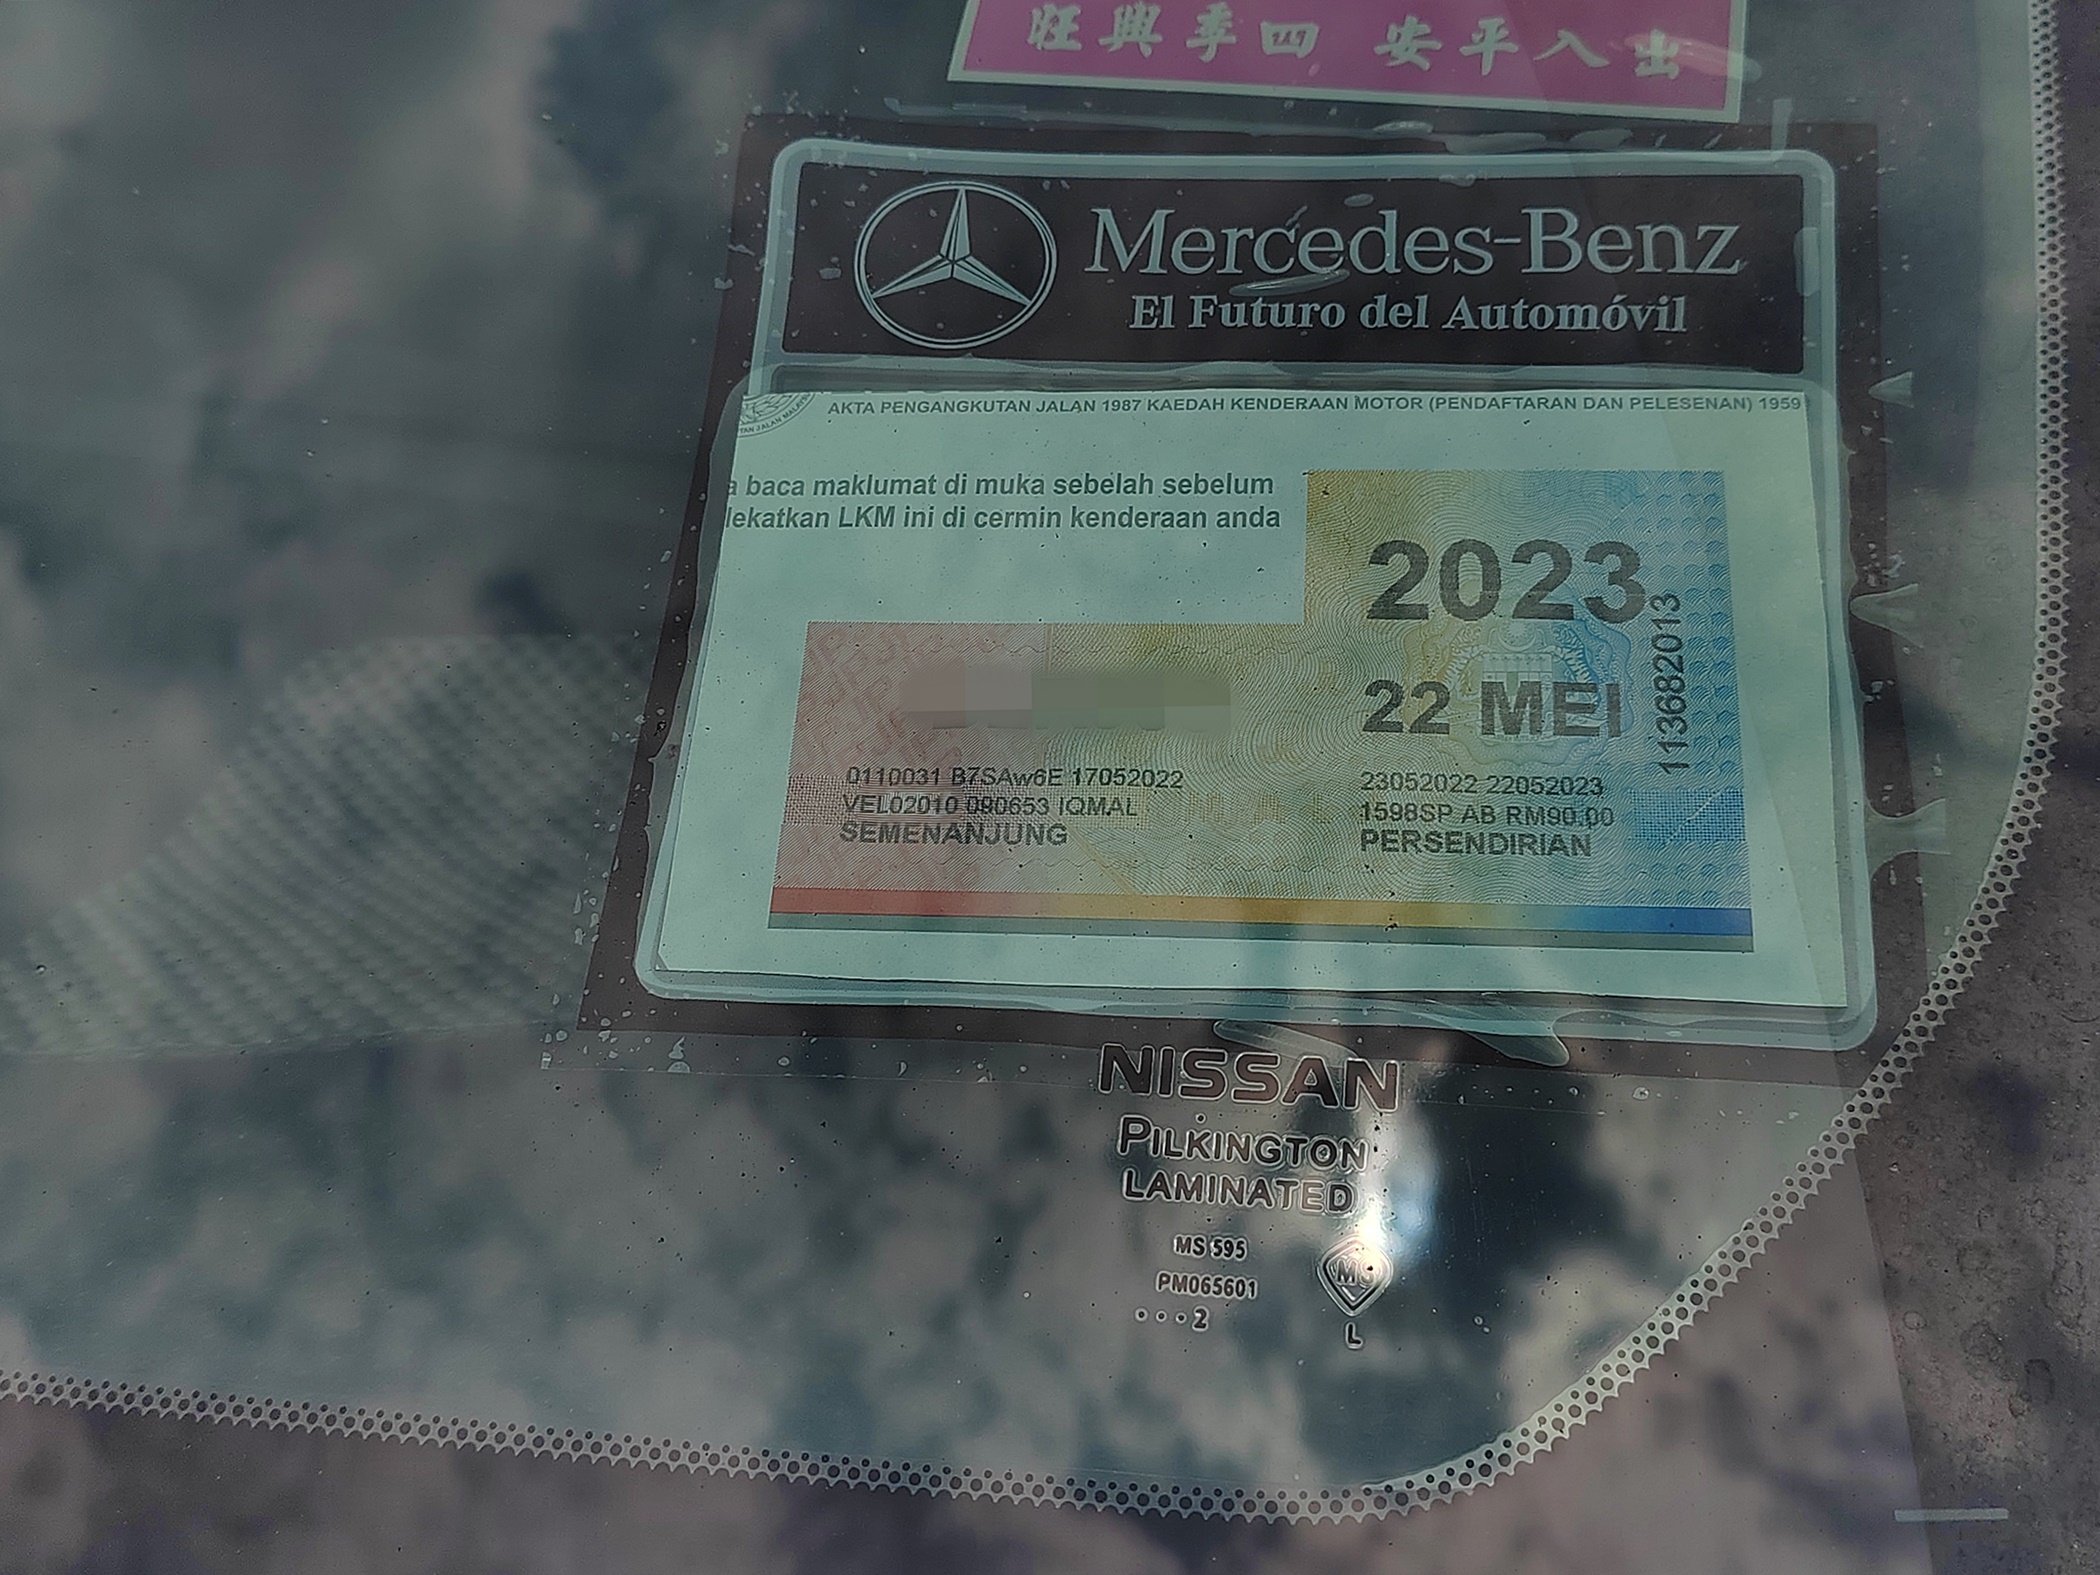 出入平安 四季興旺
Mercedes-Benz
El Futuro del Automóvil
AKTA PENGANGKUTAN JALAN 1987 KAEDAH KENDERAAN MOTOR (PENDAFTARAN DAN PELESENAN) 1959
a baca maklumat di muka sebelah sebelum
lekatkan LKM ini di cermin kenderaan anda
2023
22 MEI
113682013
0110031 B7SAw6E 17052022
VEL02010 090653 IQMAL
SEMENANJUNG
23052022 22052023
1598SP AB RM90.00
PERSENDIRIAN
NISSAN
PILKINGTON
LAMINATED
MS 595
PM065601
•••2
MS
L